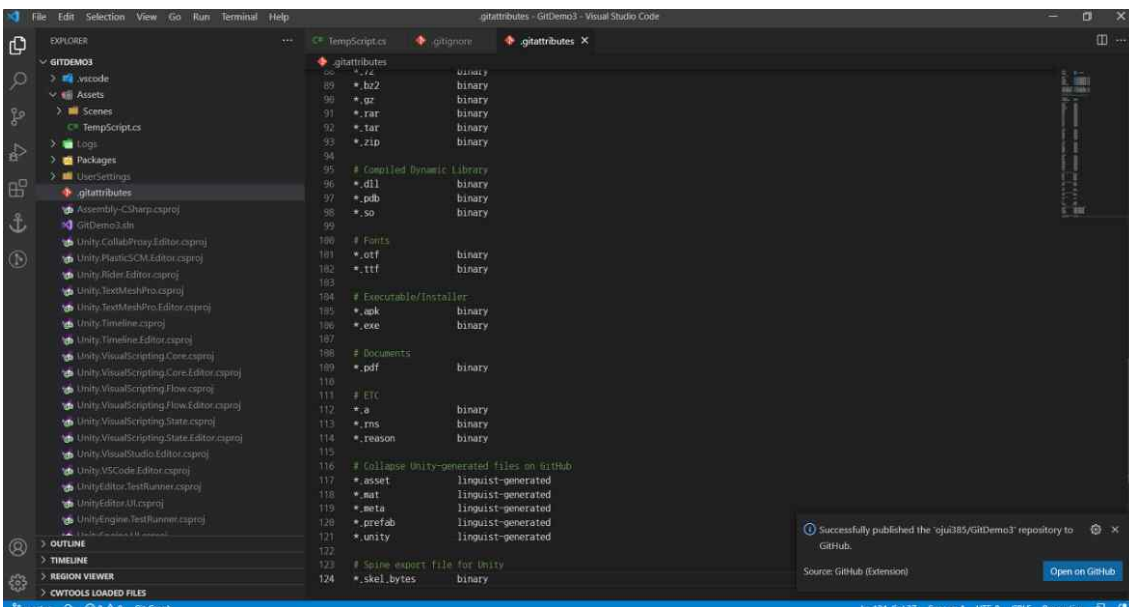 File Edit Selection View Go Run Terminal Help
.gitattributes - GitDemo3 - Visual Studio Code
EXPLORER
GITDEMO3
.vscode
Assets
Scenes
C# TempScript.cs
Logs
Packages
UserSettings
.gitattributes
Assembly-CSharp.csproj
GitDemo3.sln
Unity.CollabProxy.Editor.csproj
Unity.PlasticSCM.Editor.csproj
Unity.Rider.Editor.csproj
Unity.TextMeshPro.csproj
Unity.TextMeshPro.Editor.csproj
Unity.Timeline.csproj
Unity.Timeline.Editor.csproj
Unity.VisualScripting.Core.csproj
Unity.VisualScripting.Core.Editor.csproj
Unity.VisualScripting.Flow.csproj
Unity.VisualScripting.Flow.Editor.csproj
Unity.VisualScripting.State.csproj
Unity.VisualScripting.State.Editor.csproj
Unity.VisualStudio.Editor.csproj
Unity.VSCode.Editor.csproj
UnityEditor.TestRunner.csproj
UnityEditor.UI.csproj
UnityEngine.TestRunner.csproj
OUTLINE
TIMELINE
REGION VIEWER
CWTOOLS LOADED FILES
C# TempScript.cs .gitignore .gitattributes
.gitattributes
88 *.7z binary
89 *.bz2 binary
90 *.gz binary
91 *.rar binary
92 *.tar binary
93 *.zip binary
94
95 # Compiled Dynamic Library
96 *.dll binary
97 *.pdb binary
98 *.so binary
99
100 # Fonts
101 *.otf binary
102 *.ttf binary
103
104 # Executable/Installer
105 *.apk binary
106 *.exe binary
107
108 # Documents
109 *.pdf binary
110
111 # ETC
112 *.a binary
113 *.rns binary
114 *.reason binary
115
116 # Collapse Unity-generated files on GitHub
117 *.asset linguist-generated
118 *.mat linguist-generated
119 *.meta linguist-generated
120 *.prefab linguist-generated
121 *.unity linguist-generated
122
123 # Spine export file for Unity
124 *.skel.bytes binary
Successfully published the 'ojui385/GitDemo3' repository to
GitHub.
Source: GitHub (Extension)
Open on GitHub